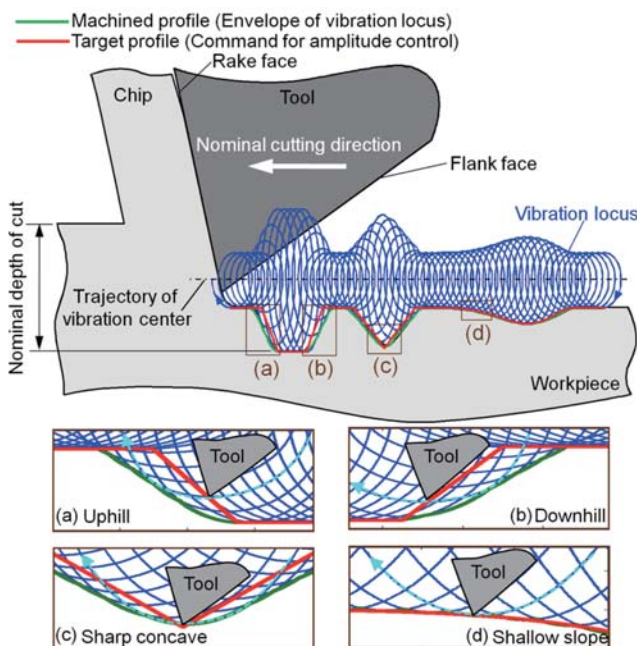 Machined profile (Envelope of vibration locus)
Target profile (Command for amplitude control)
Rake face
Chip
Tool
Nominal cutting direction
Flank face
Nominal depth of cut
Vibration locus
Trajectory of
vibration center
(a)
(b)
(c)
(d)
Workpiece
Tool
(a) Uphill
Tool
(b) Downhill
Tool
(c) Sharp concave
Tool
(d) Shallow slope